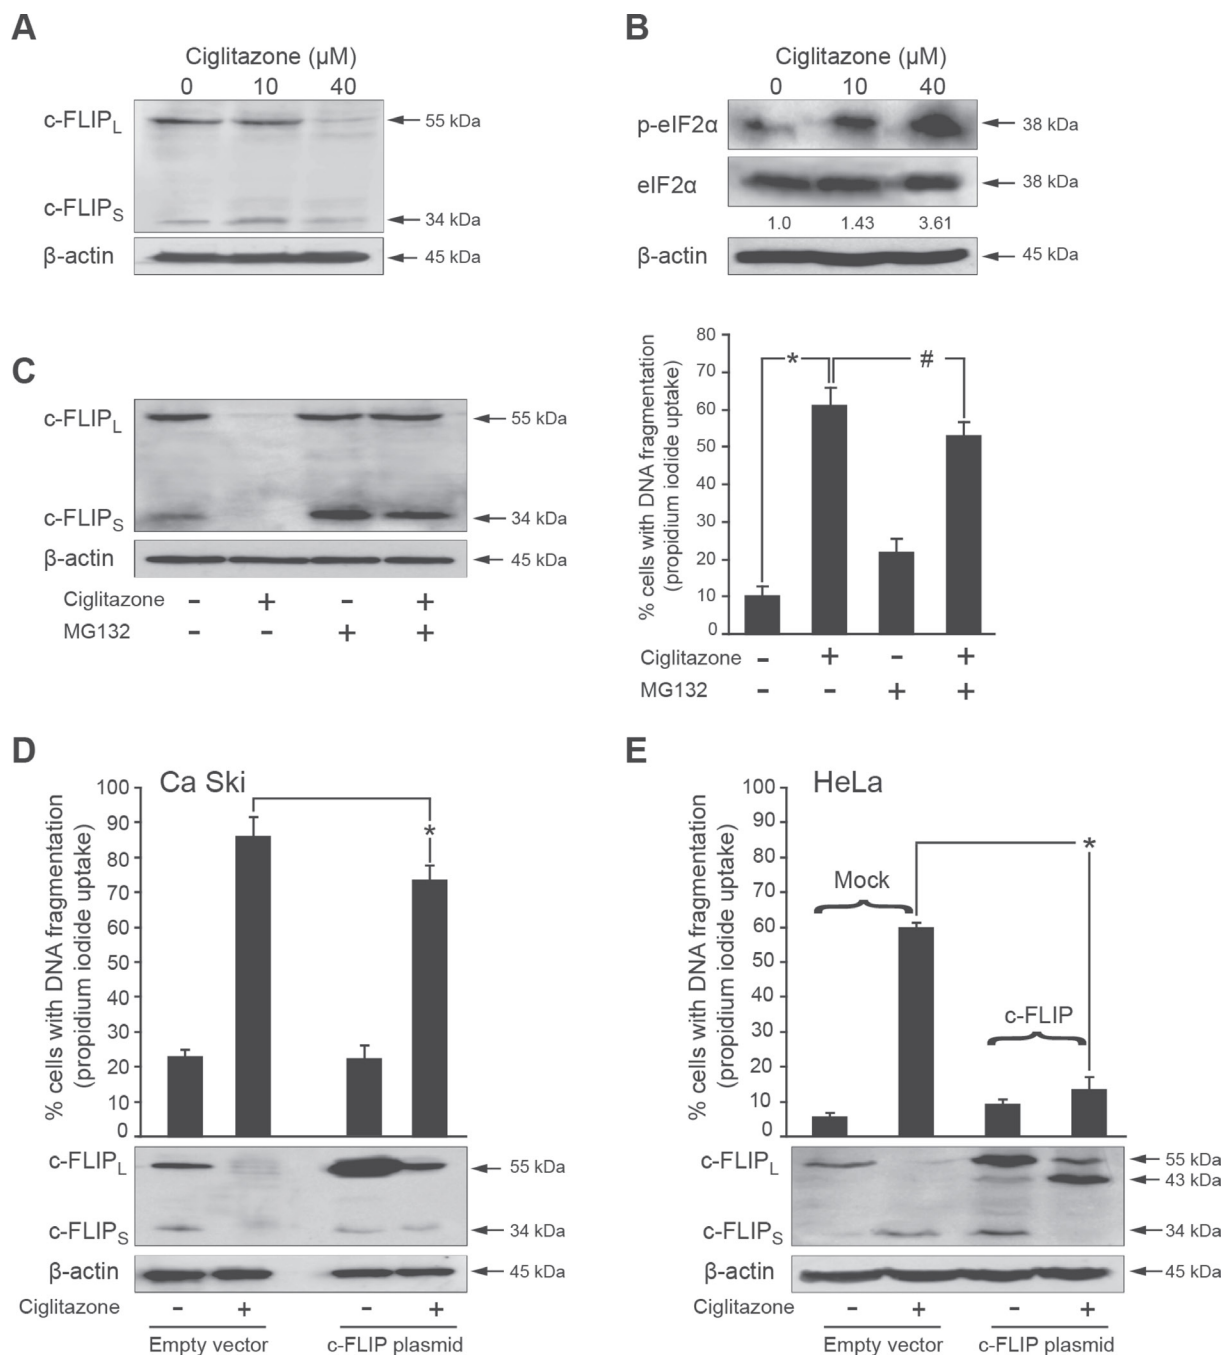 A
Ciglitazone (μM)
0 10 40
c-FLIPL
55 kDa
c-FLIPS
34 kDa
β-actin
45 kDa
B
Ciglitazone (μM)
0 10 40
p-eIF2α
38 kDa
eIF2α
38 kDa
1.0 1.43 3.61
β-actin
45 kDa
C
c-FLIPL
55 kDa
c-FLIPS
34 kDa
β-actin
45 kDa
Ciglitazone - + - +
MG132 - - + +
% cells with DNA fragmentation
(propidium iodide uptake)
80
70
60
50
40
30
20
10
0
* #
Ciglitazone - + - +
MG132 - - + +
D
Ca Ski
% cells with DNA fragmentation
(propidium iodide uptake)
100
90
80
70
60
50
40
30
20
10
0
*
c-FLIPL
55 kDa
c-FLIPS
34 kDa
β-actin
45 kDa
Ciglitazone - + - +
Empty vector c-FLIP plasmid
E
HeLa
% cells with DNA fragmentation
(propidium iodide uptake)
100
90
80
70
60
50
40
30
20
10
0
*
Mock
c-FLIP
c-FLIPL
55 kDa
43 kDa
c-FLIPS
34 kDa
β-actin
45 kDa
Ciglitazone - + - +
Empty vector c-FLIP plasmid